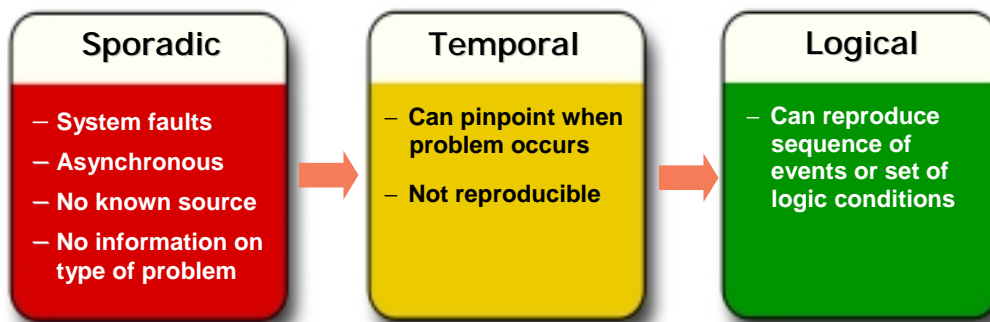 Sporadic
– System faults
– Asynchronous
– No known source
– No information on
type of problem
Temporal
– Can pinpoint when
problem occurs
– Not reproducible
Logical
– Can reproduce
sequence of
events or set of
logic conditions